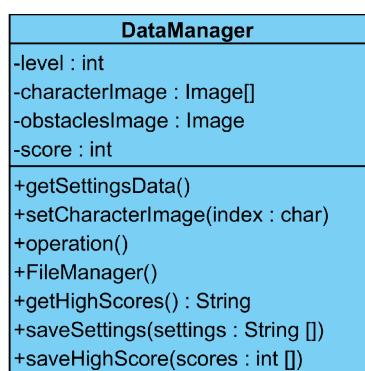 DataManager
-level : int
-characterImage : Image[]
-obstaclesImage : Image
-score : int
+getSettingsData()
+setCharacterImage(index : char)
+operation()
+FileManager()
+getHighScores() : String
+saveSettings(settings : String [])
+saveHighScore(scores : int [])